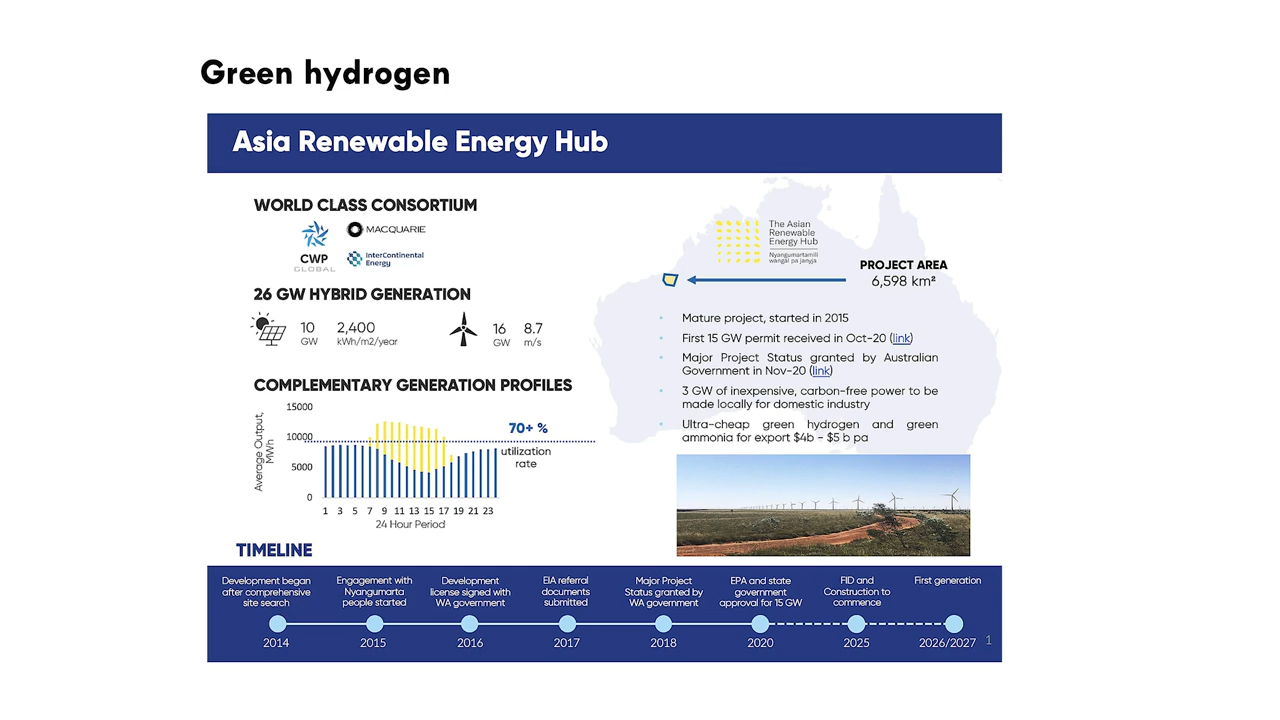 Green hydrogen
Asia Renewable Energy Hub
WORLD CLASS CONSORTIUM
CWP
GLOBAL
MACQUARIE
InterContinental
Energy
26 GW HYBRID GENERATION
10
GW
2,400
kWh/m2/year
16
GW
8.7
m/s
COMPLEMENTARY GENERATION PROFILES
Average Output,
MWh
15000
10000
5000
0
70+ %
utilization
rate
1 3 5 7 9 11 13 15 17 19 21 23
24 Hour Period
The Asian
Renewable
Energy Hub
Nyangumartamili
wangal pa janyja
PROJECT AREA
6,598 km²
• Mature project, started in 2015
• First 15 GW permit received in Oct-20 (link)
• Major Project Status granted by Australian
Government in Nov-20 (link)
• 3 GW of inexpensive, carbon-free power to be
made locally for domestic industry
• Ultra-cheap green hydrogen and green
ammonia for export $4b - $5 b pa
TIMELINE
Development began
after comprehensive
site search
2014
Engagement with
Nyangumarta
people started
2015
Development
license signed with
WA government
2016
EIA referral
documents
submitted
2017
Major Project
Status granted by
WA government
2018
EPA and state
government
approval for 15 GW
2020
FID and
Construction to
commence
2025
First generation
2026/2027
1